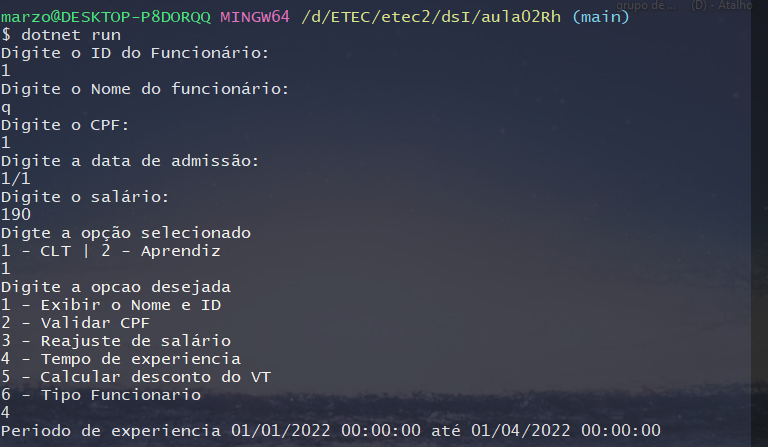 grupo de ... (D) - Atalho
marzo@DESKTOP-P8DORQQ MINGW64 /d/ETEC/etec2/dsI/aula02Rh (main)
$ dotnet run
Digite o ID do Funcionário:
1
Digite o Nome do funcionário:
q
Digite o CPF:
1
Digite a data de admissão:
1/1
Digite o salário:
190
Digte a opção selecionado
1 - CLT | 2 - Aprendiz
1
Digite a opcao desejada
1 - Exibir o Nome e ID
2 - Validar CPF
3 - Reajuste de salário
4 - Tempo de experiencia
5 - Calcular desconto do VT
6 - Tipo Funcionario
4
Periodo de experiencia 01/01/2022 00:00:00 até 01/04/2022 00:00:00